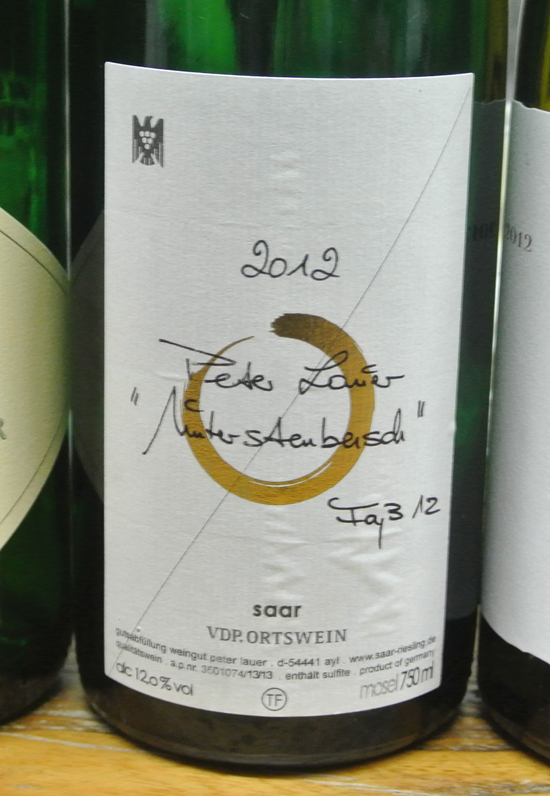 2012
Peter Lauer
"Unterstenbersch"
Faß 12
saar
VDP.ORTSWEIN
gutsabfüllung weingut peter lauer . d-54441 ayl . www.saar-riesling.de
qualitätswein . a.p.nr. 3501074/13/13 . enthält sulfite . product of germany
alc 12.0 % vol
mosel 750 ml
TF
2012
R